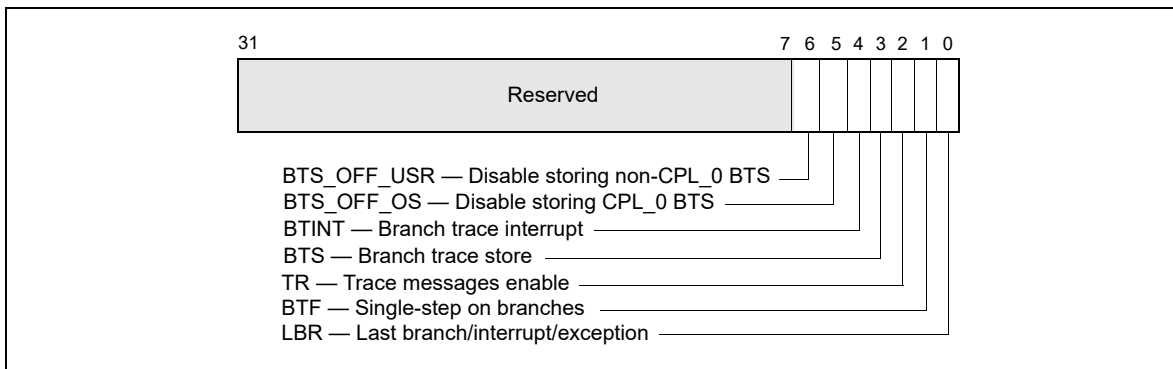 31 7 6 5 4 3 2 1 0
Reserved
BTS_OFF_USR — Disable storing non-CPL_0 BTS
BTS_OFF_OS — Disable storing CPL_0 BTS
BTINT — Branch trace interrupt
BTS — Branch trace store
TR — Trace messages enable
BTF — Single-step on branches
LBR — Last branch/interrupt/exception